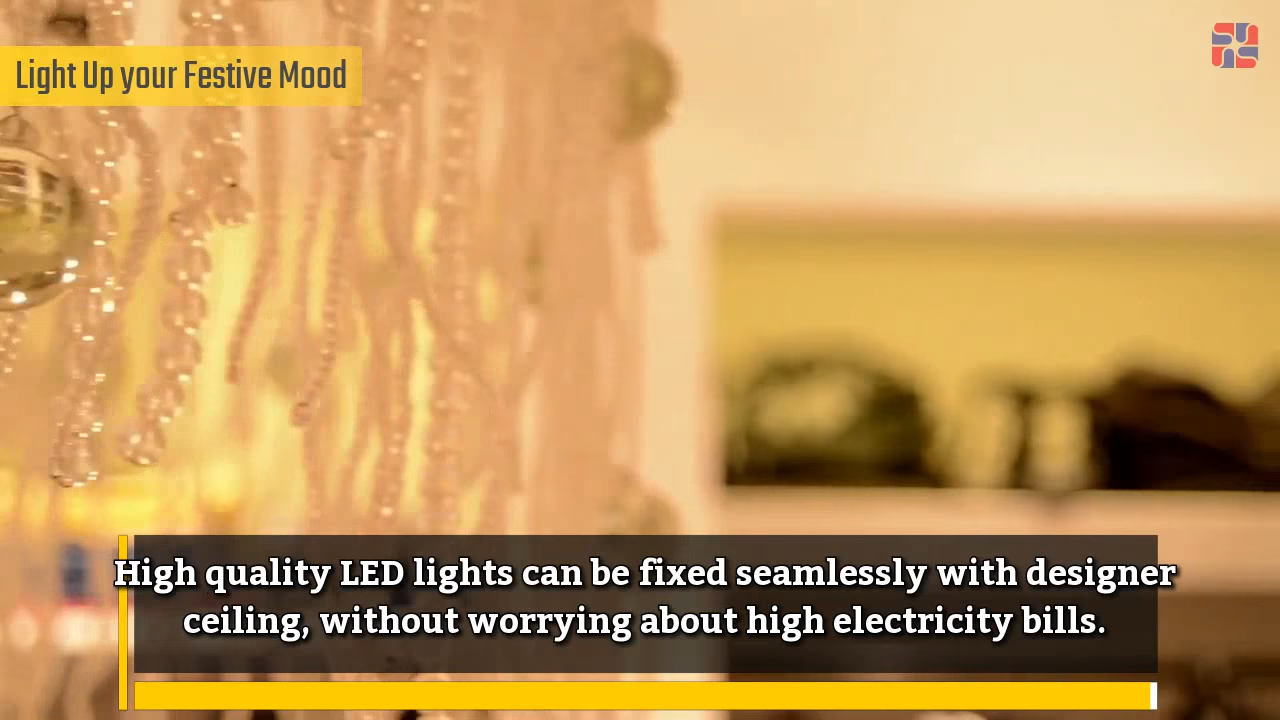 Light Up your Festive Mood
High quality LED lights can be fixed seamlessly with designer
ceiling, without worrying about high electricity bills.